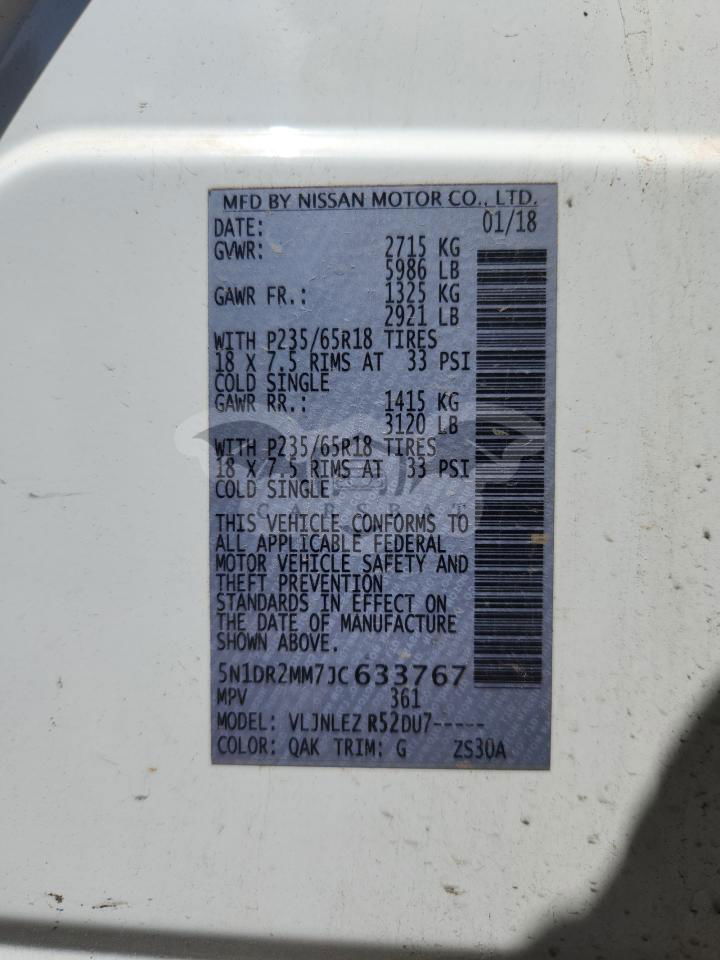 MFD BY NISSAN MOTOR CO., LTD.
DATE: 01/18
GVWR: 2715 KG
5986 LB
GAWR FR.: 1325 KG
2921 LB
WITH P235/65R18 TIRES
18 X 7.5 RIMS AT 33 PSI
COLD SINGLE
GAWR RR.: 1415 KG
3120 LB
WITH P235/65R18 TIRES
18 X 7.5 RIMS AT 33 PSI
COLD SINGLE
CARSBAT
THIS VEHICLE CONFORMS TO
ALL APPLICABLE FEDERAL
MOTOR VEHICLE SAFETY AND
THEFT PREVENTION
STANDARDS IN EFFECT ON
THE DATE OF MANUFACTURE
SHOWN ABOVE.
5N1DR2MM7JC633767
MPV 361
MODEL: VLJNLEZ R52DU7-----
COLOR: QAK TRIM: G ZS30A